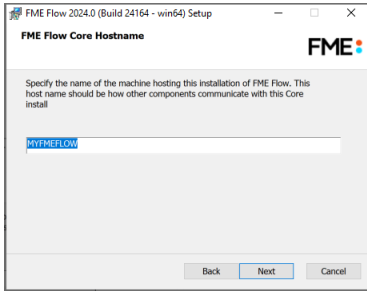 FME Flow 2024.0 (Build 24164 - win64) Setup
FME Flow Core Hostname
FME
Specify the name of the machine hosting this installation of FME Flow. This
host name should be how other components communicate with this Core
install
MYFMEFLOW
Back Next Cancel